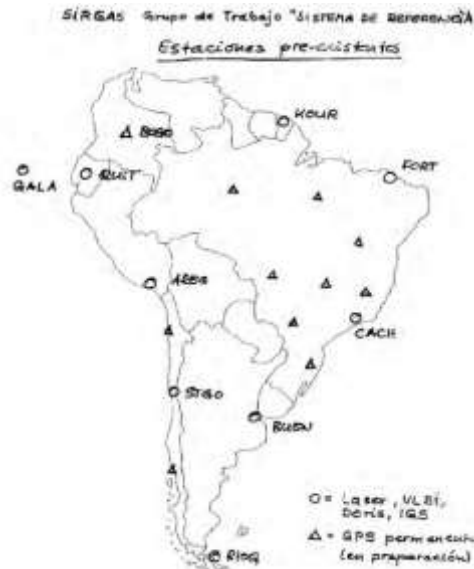 SIRGAS Grupo de Trabajo "SISTEMA DE REFERENCIA
Estaciones pre-existentes
KOUR
BOGO
FORT
GALA
QUIT
AREQ
CACH
STGO
BUEN
O = Laser, VLBI,
Doris, IGS
△ = GPS permanente
(en preparación)
RIOG